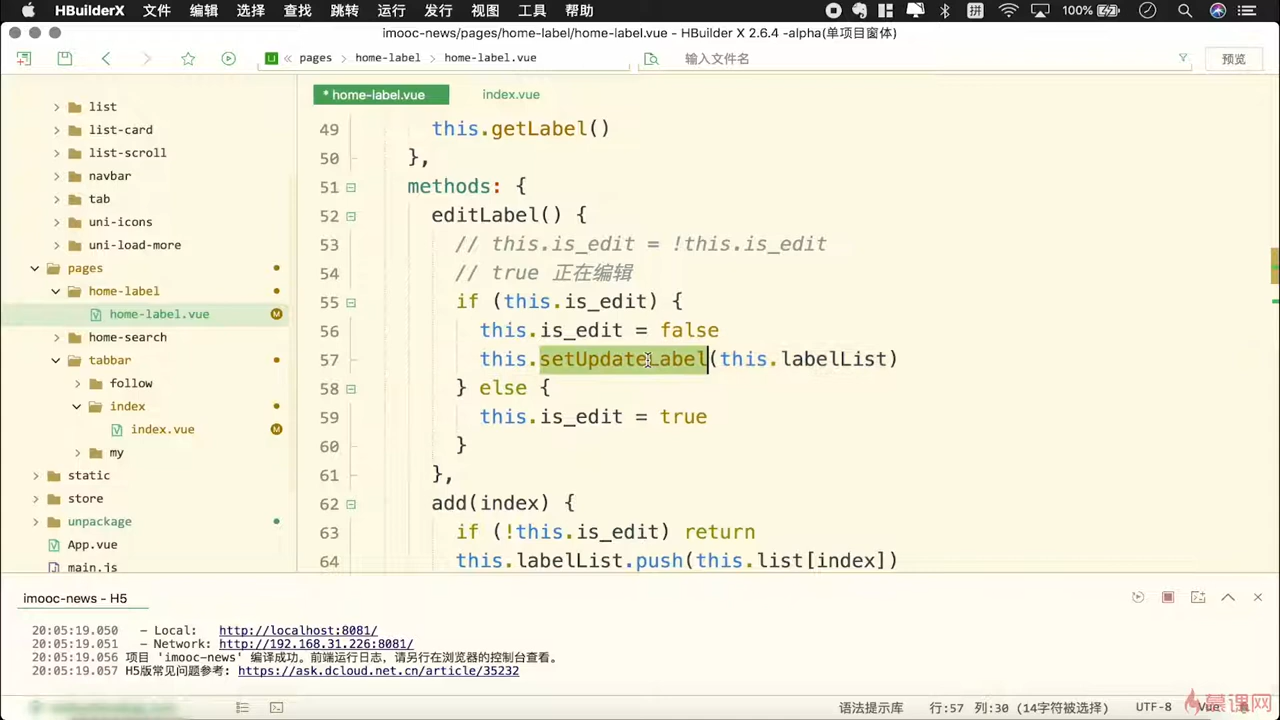 HBuilderX 文件 编辑 选择 查找 跳转 运行 发行 视图 工具 帮助 拼 100%
imooc-news/pages/home-label/home-label.vue - HBuilder X 2.6.4 -alpha(单项目窗体)
pages home-label home-label.vue 输入文件名 预览
* home-label.vue index.vue
list
list-card
list-scroll
navbar
tab
uni-icons
uni-load-more
pages
home-label
home-label.vue M
home-search
tabbar
follow
index
index.vue M
my
static
store
unpackage
App.vue
main.js
49 this.getLabel()
50 },
51 methods: {
52 editLabel() {
53 // this.is_edit = !this.is_edit
54 // true 正在编辑
55 if (this.is_edit) {
56 this.is_edit = false
57 this.setUpdateLabel(this.labelList)
58 } else {
59 this.is_edit = true
60 }
61 },
62 add(index) {
63 if (!this.is_edit) return
64 this.labelList.push(this.list[index])
imooc-news - H5
20:05:19.050 - Local: http://localhost:8081/
20:05:19.051 - Network: http://192.168.31.226:8081/
20:05:19.056 项目 'imooc-news' 编译成功。前端运行日志，请另行在浏览器的控制台查看。
20:05:19.057 H5版常见问题参考: https://ask.dcloud.net.cn/article/35232
语法提示库 行:57 列:30 (14字符被选择) UTF-8 Vue
慕课网